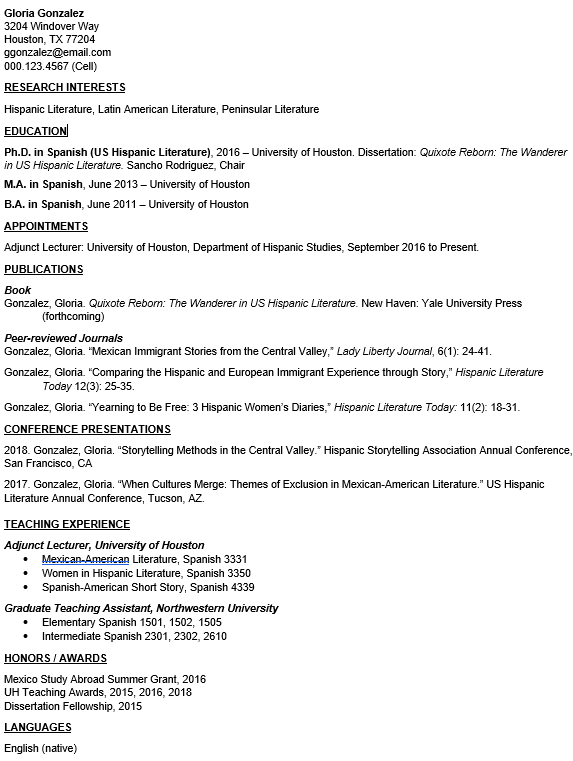 Gloria Gonzalez
3204 Windover Way
Houston, TX 77204
ggonzalez@email.com
000.123.4567 (Cell)
RESEARCH INTERESTS
Hispanic Literature, Latin American Literature, Peninsular Literature
EDUCATION
Ph.D. in Spanish (US Hispanic Literature), 2016 – University of Houston. Dissertation: Quixote Reborn: The Wanderer
in US Hispanic Literature. Sancho Rodriguez, Chair
M.A. in Spanish, June 2013 – University of Houston
B.A. in Spanish, June 2011 – University of Houston
APPOINTMENTS
Adjunct Lecturer: University of Houston, Department of Hispanic Studies, September 2016 to Present.
PUBLICATIONS
Book
Gonzalez, Gloria. Quixote Reborn: The Wanderer in US Hispanic Literature. New Haven: Yale University Press
(forthcoming)
Peer-reviewed Journals
Gonzalez, Gloria. “Mexican Immigrant Stories from the Central Valley,” Lady Liberty Journal, 6(1): 24-41.
Gonzalez, Gloria. “Comparing the Hispanic and European Immigrant Experience through Story,” Hispanic Literature
Today 12(3): 25-35.
Gonzalez, Gloria. “Yearning to Be Free: 3 Hispanic Women’s Diaries,” Hispanic Literature Today: 11(2): 18-31.
CONFERENCE PRESENTATIONS
2018. Gonzalez, Gloria. “Storytelling Methods in the Central Valley.” Hispanic Storytelling Association Annual Conference,
San Francisco, CA
2017. Gonzalez, Gloria. “When Cultures Merge: Themes of Exclusion in Mexican-American Literature.” US Hispanic
Literature Annual Conference, Tucson, AZ.
TEACHING EXPERIENCE
Adjunct Lecturer, University of Houston
• Mexican-American Literature, Spanish 3331
• Women in Hispanic Literature, Spanish 3350
• Spanish-American Short Story, Spanish 4339
Graduate Teaching Assistant, Northwestern University
• Elementary Spanish 1501, 1502, 1505
• Intermediate Spanish 2301, 2302, 2610
HONORS / AWARDS
Mexico Study Abroad Summer Grant, 2016
UH Teaching Awards, 2015, 2016, 2018
Dissertation Fellowship, 2015
LANGUAGES
English (native)